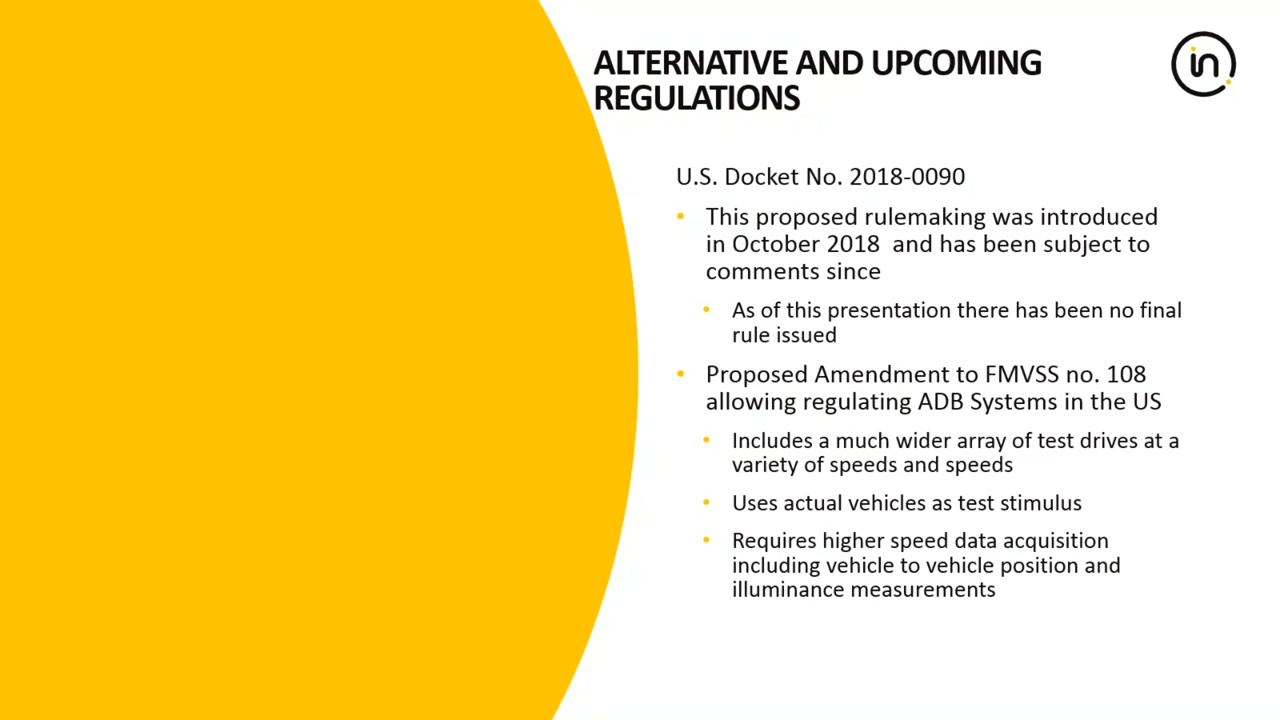 ALTERNATIVE AND UPCOMING
REGULATIONS
in
U.S. Docket No. 2018-0090
• This proposed rulemaking was introduced
in October 2018  and has been subject to
comments since
• As of this presentation there has been no final
rule issued
• Proposed Amendment to FMVSS no. 108
allowing regulating ADB Systems in the US
• Includes a much wider array of test drives at a
variety of speeds and speeds
• Uses actual vehicles as test stimulus
• Requires higher speed data acquisition
including vehicle to vehicle position and
illuminance measurements